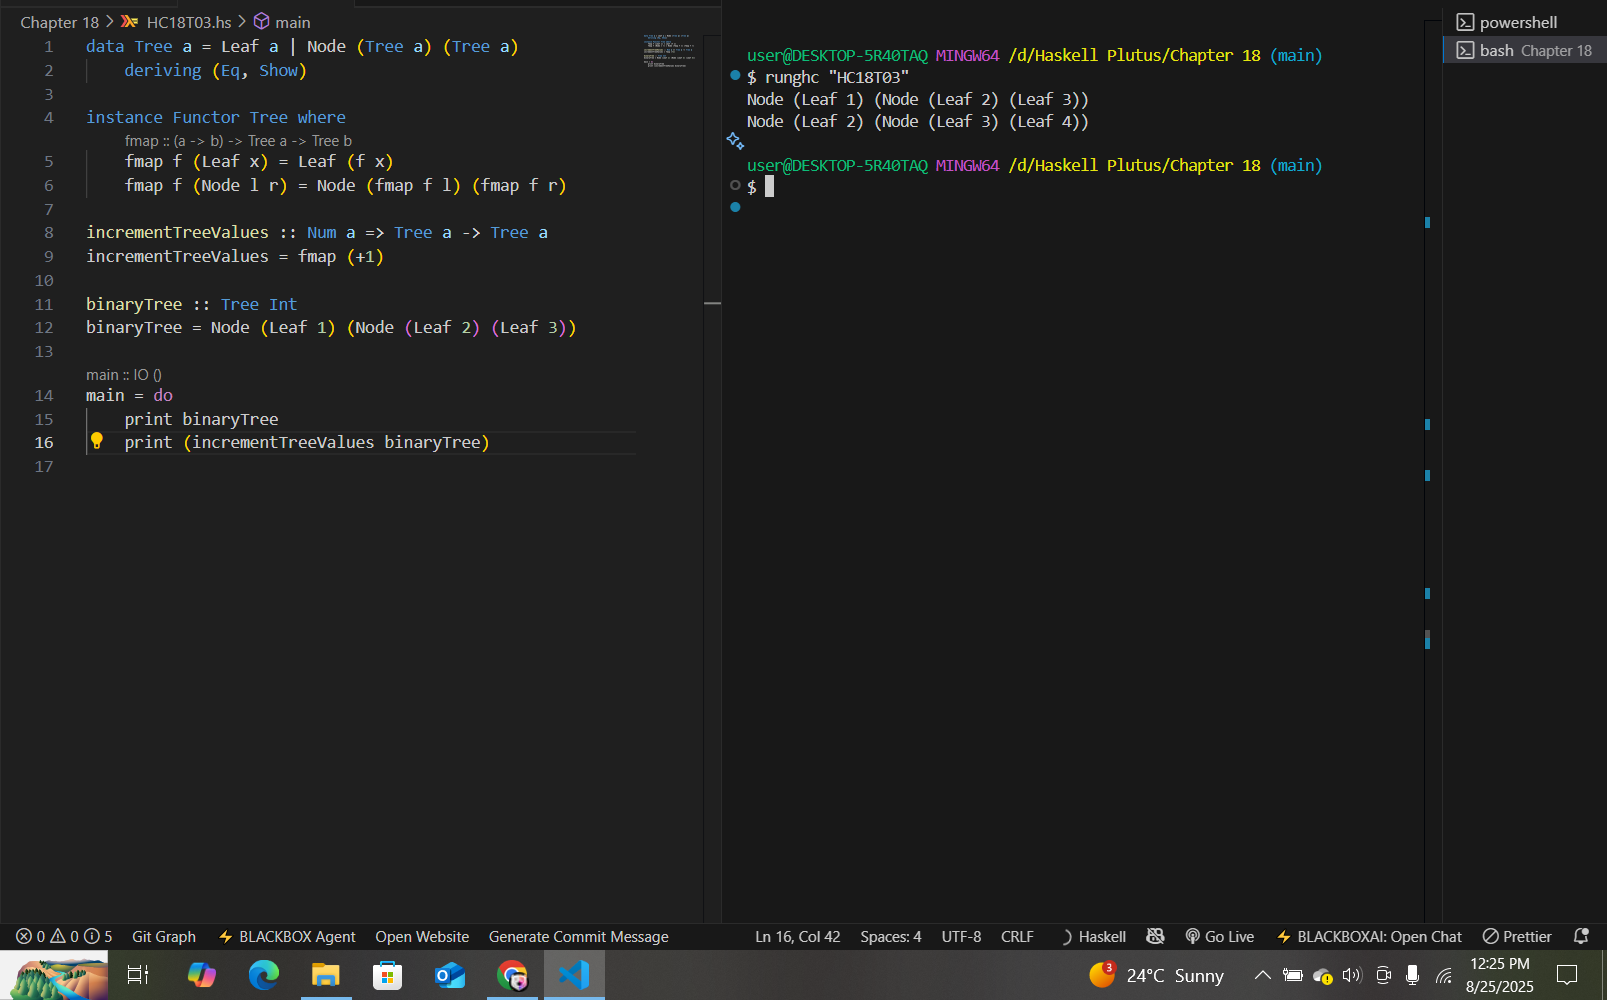 Chapter 18 > HC18T03.hs > main
1 data Tree a = Leaf a | Node (Tree a) (Tree a)
2 deriving (Eq, Show)
3
4 instance Functor Tree where
fmap :: (a -> b) -> Tree a -> Tree b
5 fmap f (Leaf x) = Leaf (f x)
6 fmap f (Node l r) = Node (fmap f l) (fmap f r)
7
8 incrementTreeValues :: Num a => Tree a -> Tree a
9 incrementTreeValues = fmap (+1)
10
11 binaryTree :: Tree Int
12 binaryTree = Node (Leaf 1) (Node (Leaf 2) (Leaf 3))
13
main :: IO ()
14 main = do
15 print binaryTree
16 print (incrementTreeValues binaryTree)
17
user@DESKTOP-5R40TAQ MINGW64 /d/Haskell Plutus/Chapter 18 (main)
$ runghc "HC18T03"
Node (Leaf 1) (Node (Leaf 2) (Leaf 3))
Node (Leaf 2) (Node (Leaf 3) (Leaf 4))
user@DESKTOP-5R40TAQ MINGW64 /d/Haskell Plutus/Chapter 18 (main)
$
powershell
bash Chapter 18
0 0 5 Git Graph BLACKBOX Agent Open Website Generate Commit Message Ln 16, Col 42 Spaces: 4 UTF-8 CRLF Haskell Go Live BLACKBOXAI: Open Chat Prettier
3 24°C Sunny
12:25 PM
8/25/2025